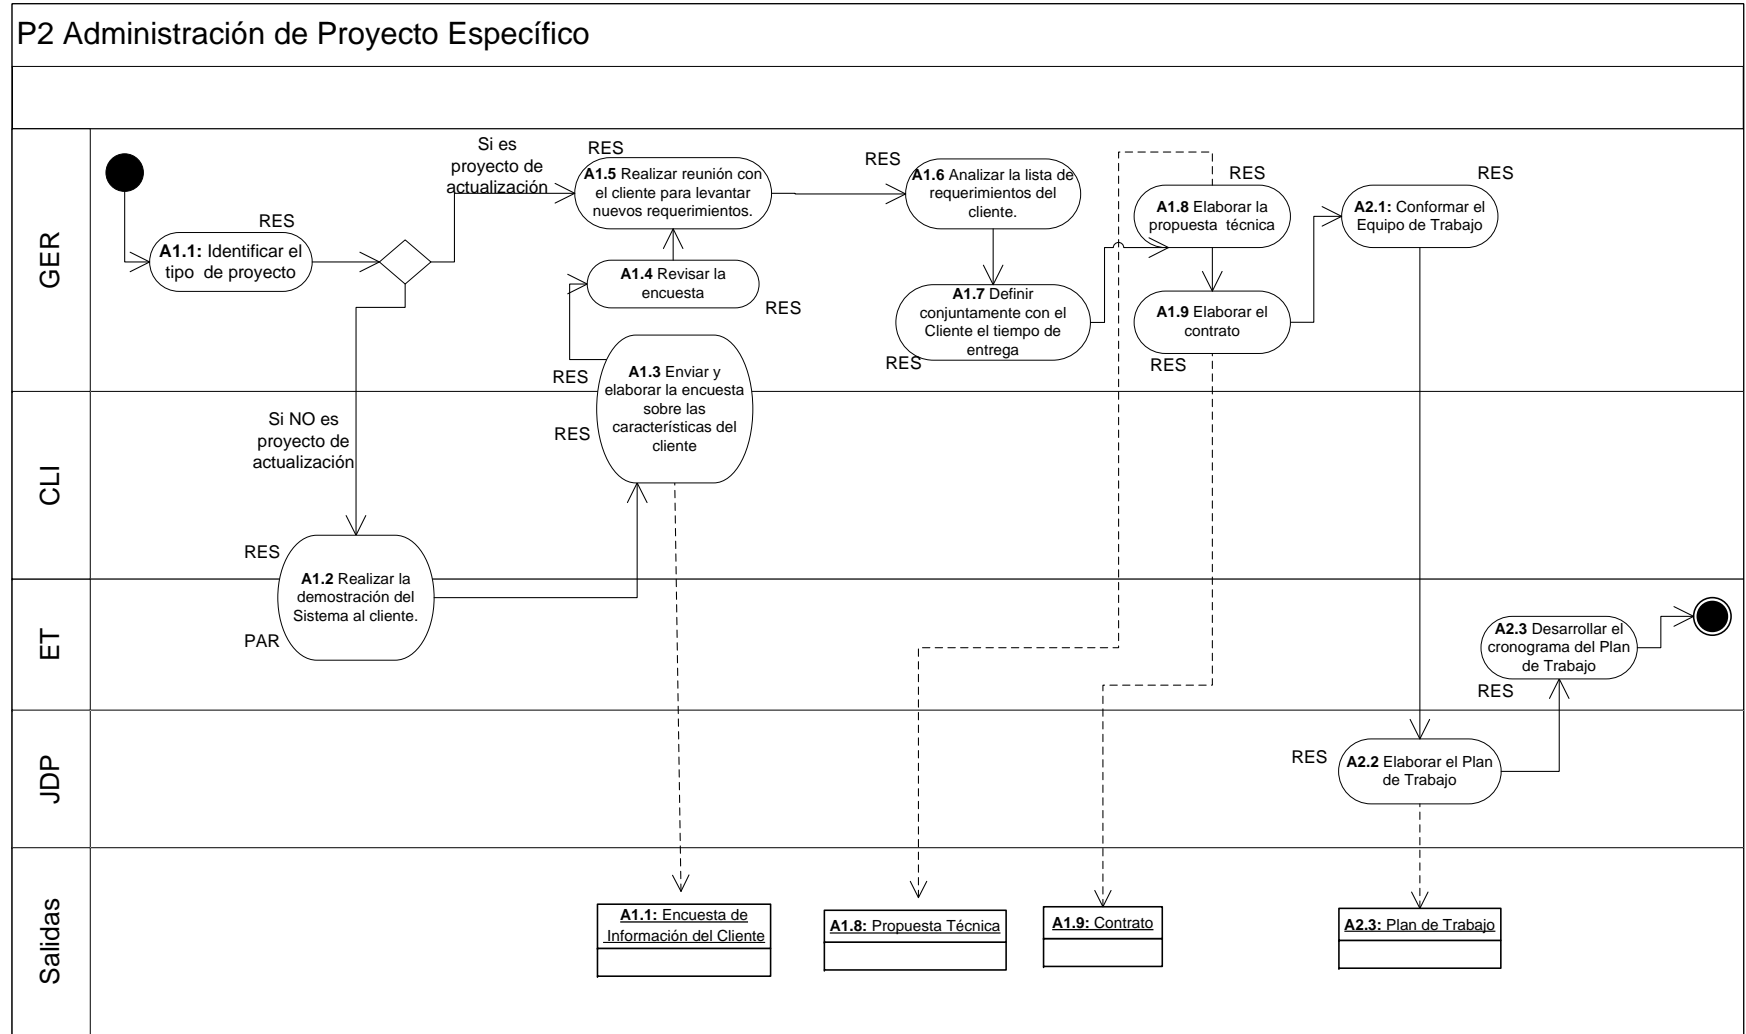 P2 Administración de Proyecto Específico
GER
Si es
proyecto de
actualización
RES
A1.1: Identificar el
tipo de proyecto
RES
A1.5 Realizar reunión con
el cliente para levantar
nuevos requerimientos.
A1.4 Revisar la
encuesta
RES
RES
A1.6 Analizar la lista de
requerimientos del
cliente.
A1.7 Definir
conjuntamente con el
Cliente el tiempo de
entrega
RES
RES
A1.8 Elaborar la
propuesta técnica
A1.9 Elaborar el
contrato
RES
RES
A2.1: Conformar el
Equipo de Trabajo
RES
A1.3 Enviar y
elaborar la encuesta
sobre las
características del
cliente
RES
CLI
Si NO es
proyecto de
actualización
RES
A1.2 Realizar la
demostración del
Sistema al cliente.
PAR
ET
A2.3 Desarrollar el
cronograma del Plan
de Trabajo
RES
JDP
RES
A2.2 Elaborar el Plan
de Trabajo
Salidas
A1.1: Encuesta de
Información del Cliente
A1.8: Propuesta Técnica
A1.9: Contrato
A2.3: Plan de Trabajo